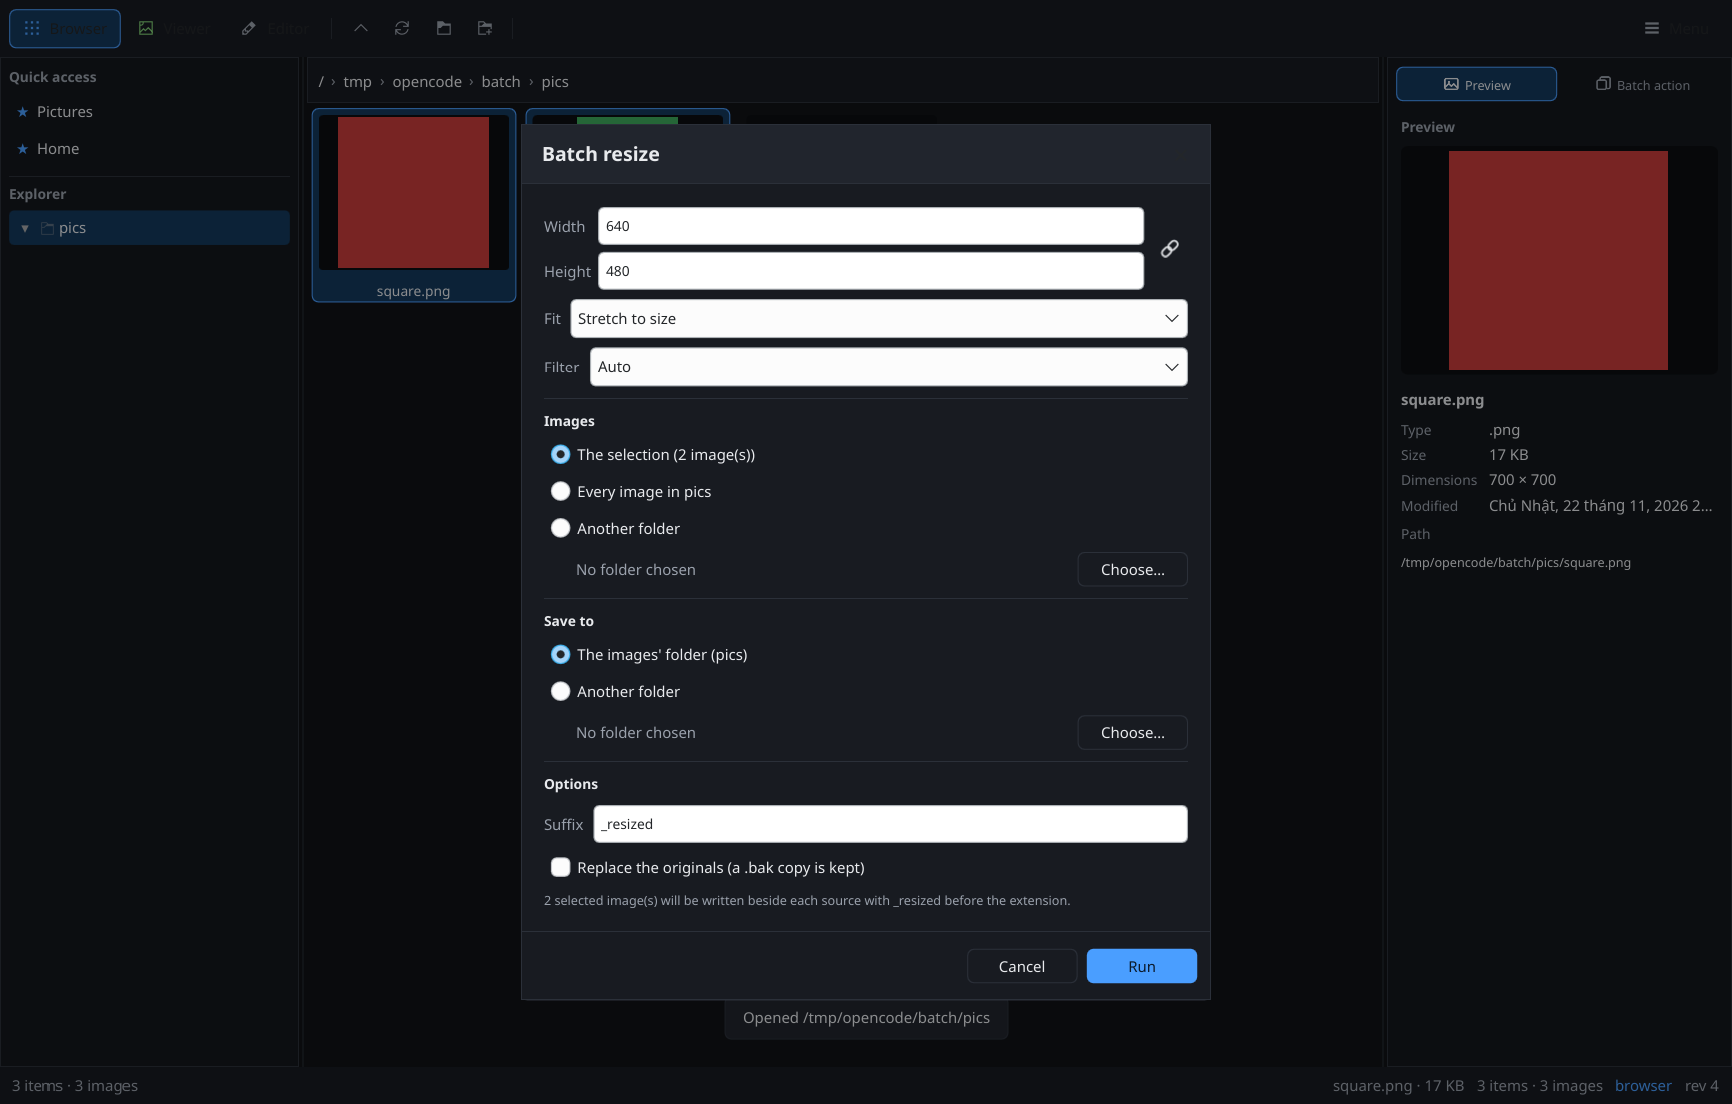 Browser Viewer Editor Menu
Quick access
Pictures
Home
Explorer
pics
/ › tmp › opencode › batch › pics
square.png
Batch resize
Width 640
Height 480
Fit Stretch to size
Filter Auto
Images
The selection (2 image(s))
Every image in pics
Another folder
No folder chosen Choose...
Save to
The images' folder (pics)
Another folder
No folder chosen Choose...
Options
Suffix _resized
Replace the originals (a .bak copy is kept)
2 selected image(s) will be written beside each source with _resized before the extension.
Cancel Run
Opened /tmp/opencode/batch/pics
Preview Batch action
Preview
square.png
Type .png
Size 17 KB
Dimensions 700 × 700
Modified Chủ Nhật, 22 tháng 11, 2026 2...
Path
/tmp/opencode/batch/pics/square.png
3 items · 3 images
square.png · 17 KB 3 items · 3 images browser rev 4